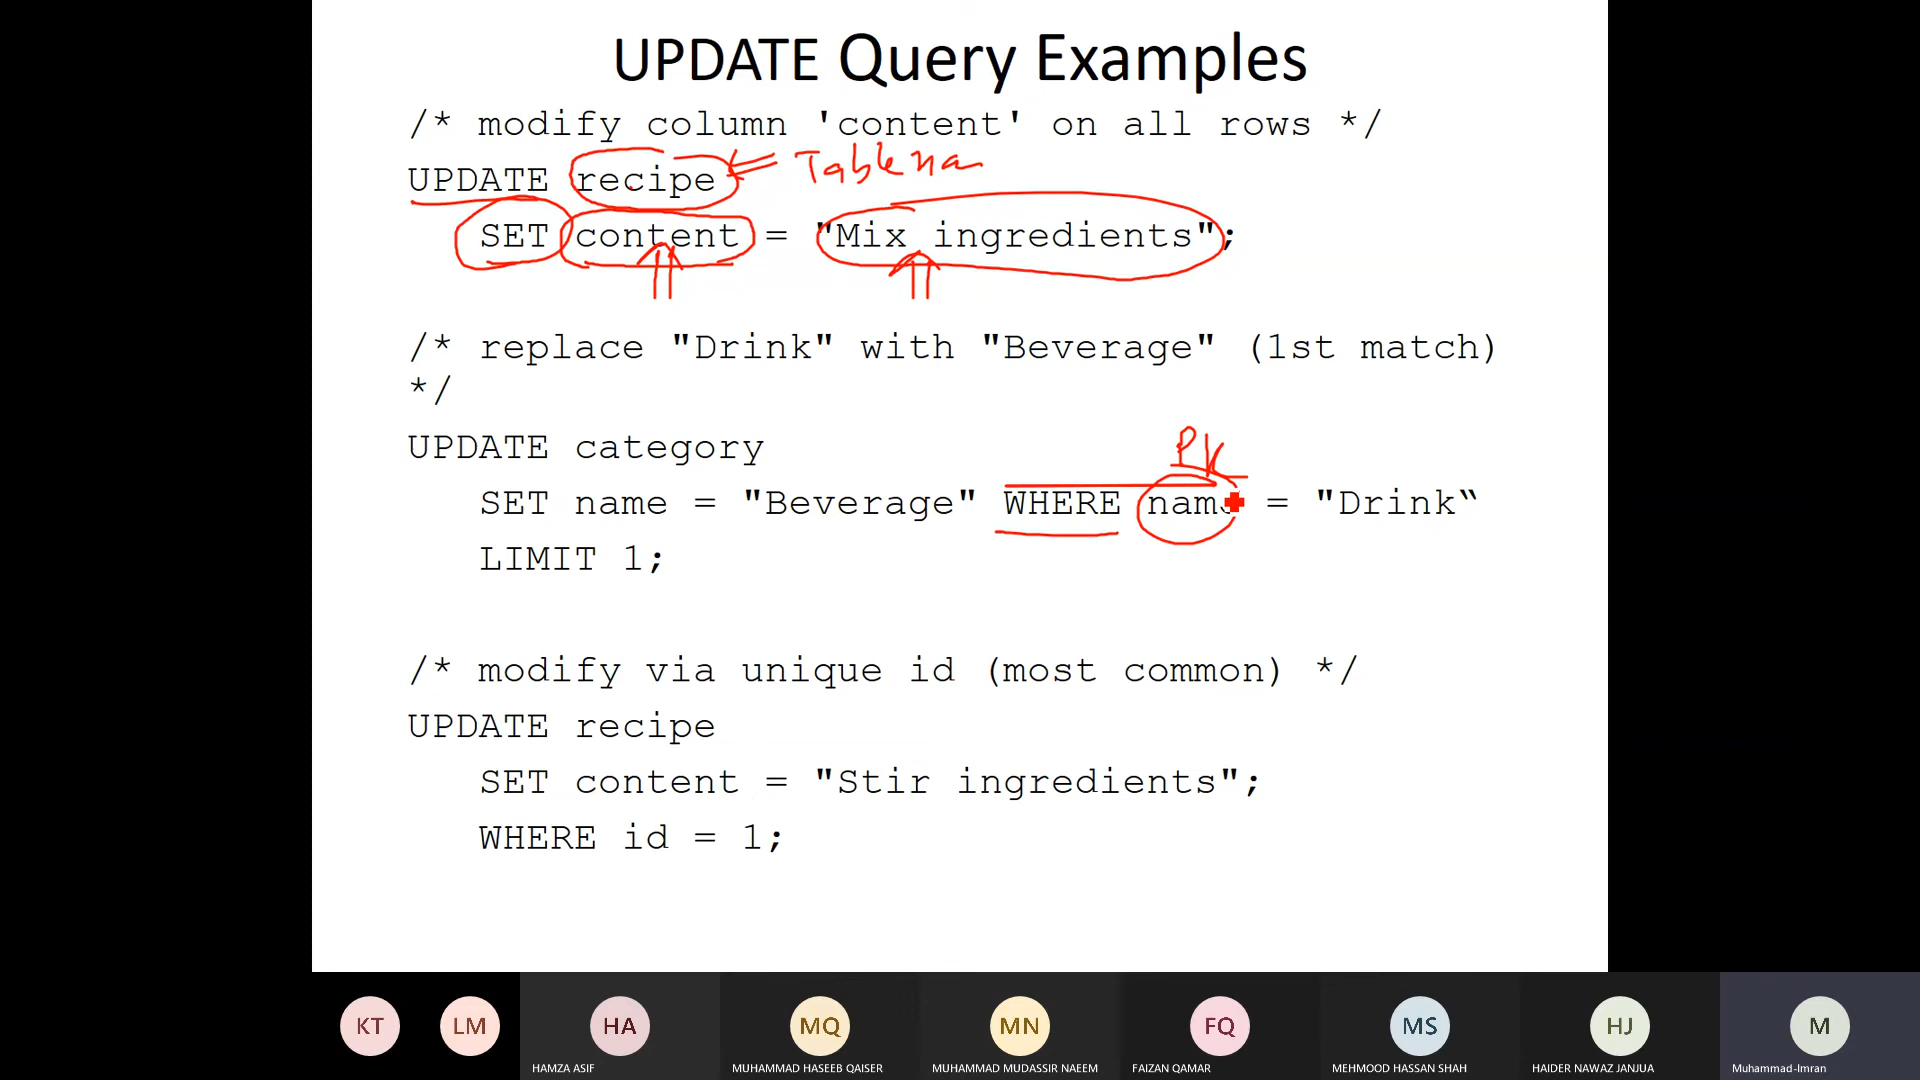 UPDATE Query Examples
/* modify column 'content' on all rows */
UPDATE recipe Tablena
SET content = "Mix ingredients";
/* replace "Drink" with "Beverage" (1st match)
*/
UPDATE category
PK
SET name = "Beverage" WHERE name = "Drink“
LIMIT 1;
/* modify via unique id (most common) */
UPDATE recipe
SET content = "Stir ingredients";
WHERE id = 1;
KT LM HA MQ MN FQ MS HJ M
HAMZA ASIF MUHAMMAD HASEEB QAISER MUHAMMAD MUDASSIR NAEEM FAIZAN QAMAR MEHMOOD HASSAN SHAH HAIDER NAWAZ JANJUA Muhammad-Imran